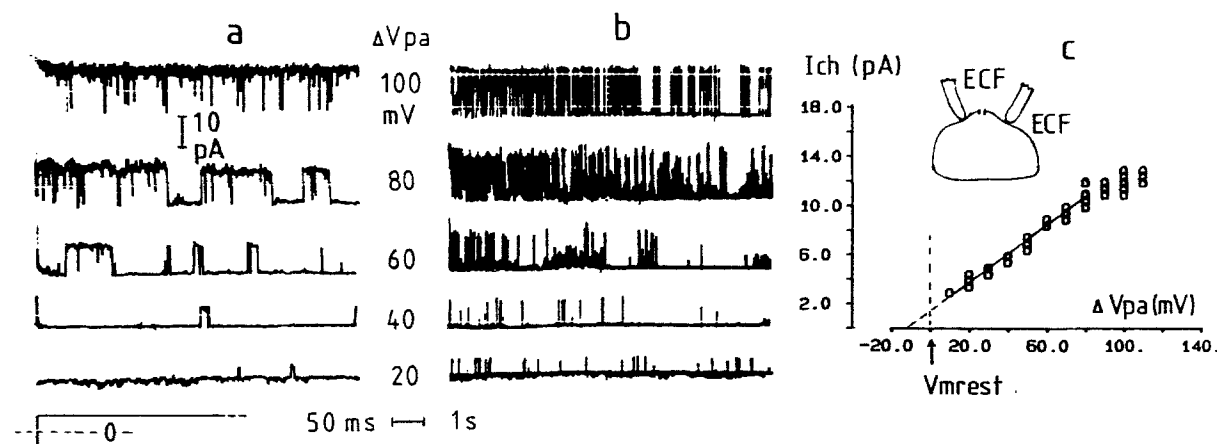 a
ΔVpa
b
c
100
mV
10
pA
80
60
40
20
0
50 ms
1s
Ich (pA)
ECF
ECF
18.0
14.0
10.0
6.0
2.0
ΔVpa(mV)
-20.0
20.0
60.0
100.
140.
Vmrest